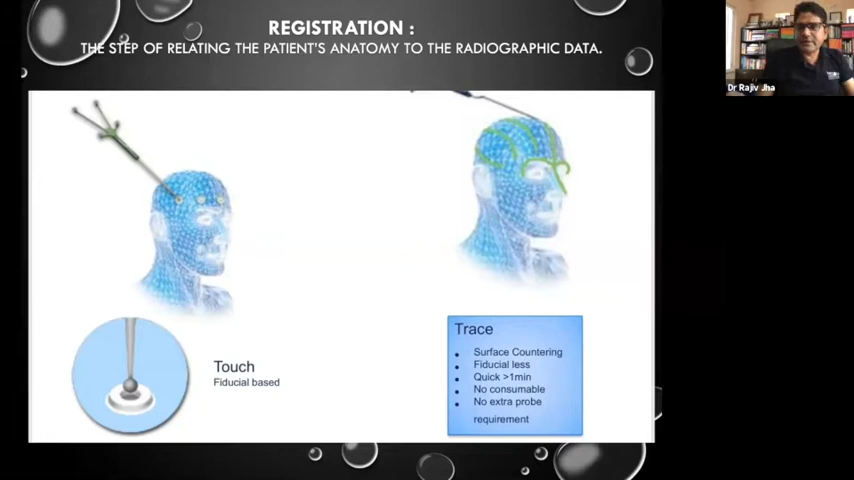 REGISTRATION :
THE STEP OF RELATING THE PATIENT'S ANATOMY TO THE RADIOGRAPHIC DATA.
Dr Rajiv Jha
Touch
Fiducial based
Trace
• Surface Countering
• Fiducial less
• Quick >1min
• No consumable
• No extra probe
requirement